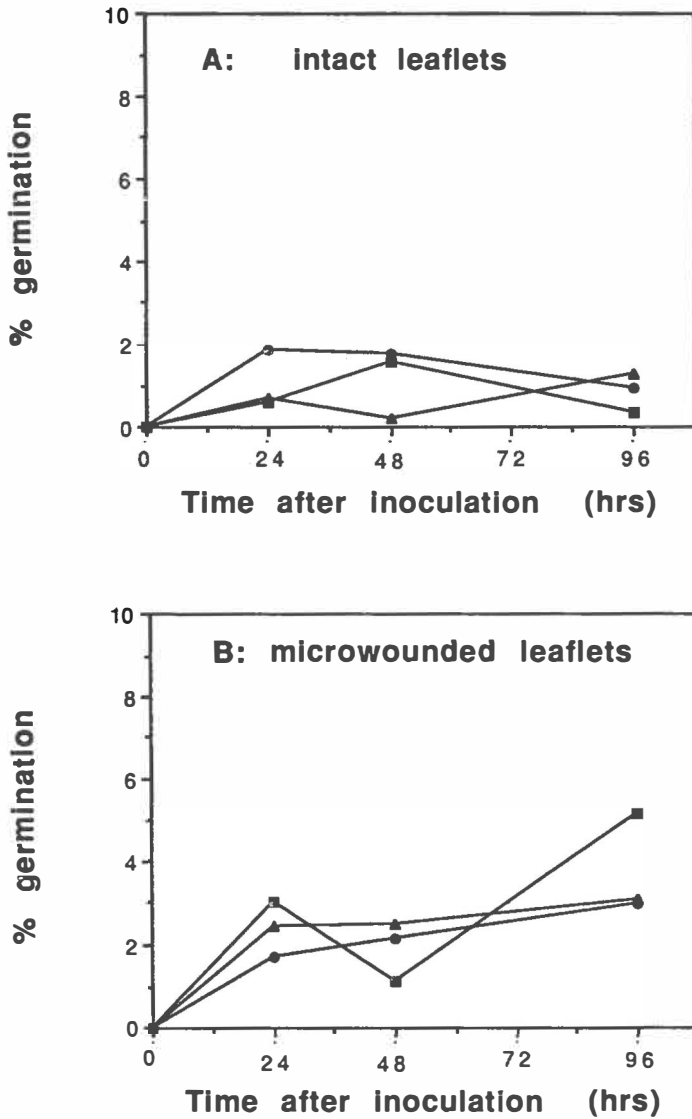 10
A: intact leaflets
8
6
4
2
0
% germination
0 24 48 72 96
Time after inoculation (hrs)
10
B: microwounded leaflets
8
6
4
2
0
% germination
0 24 48 72 96
Time after inoculation (hrs)